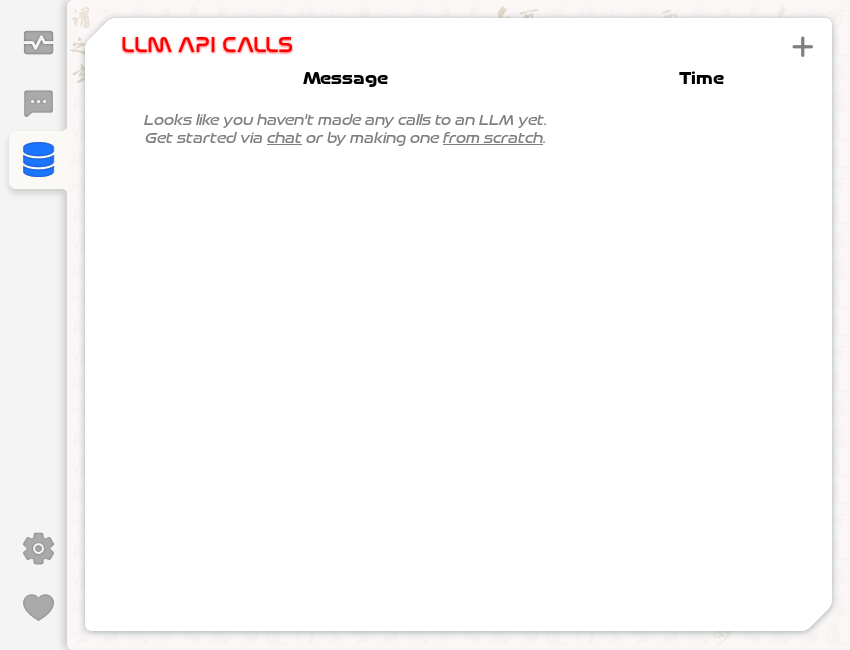 LLM API CALLS
Message Time
Looks like you haven't made any calls to an LLM yet.
Get started via chat or by making one from scratch.